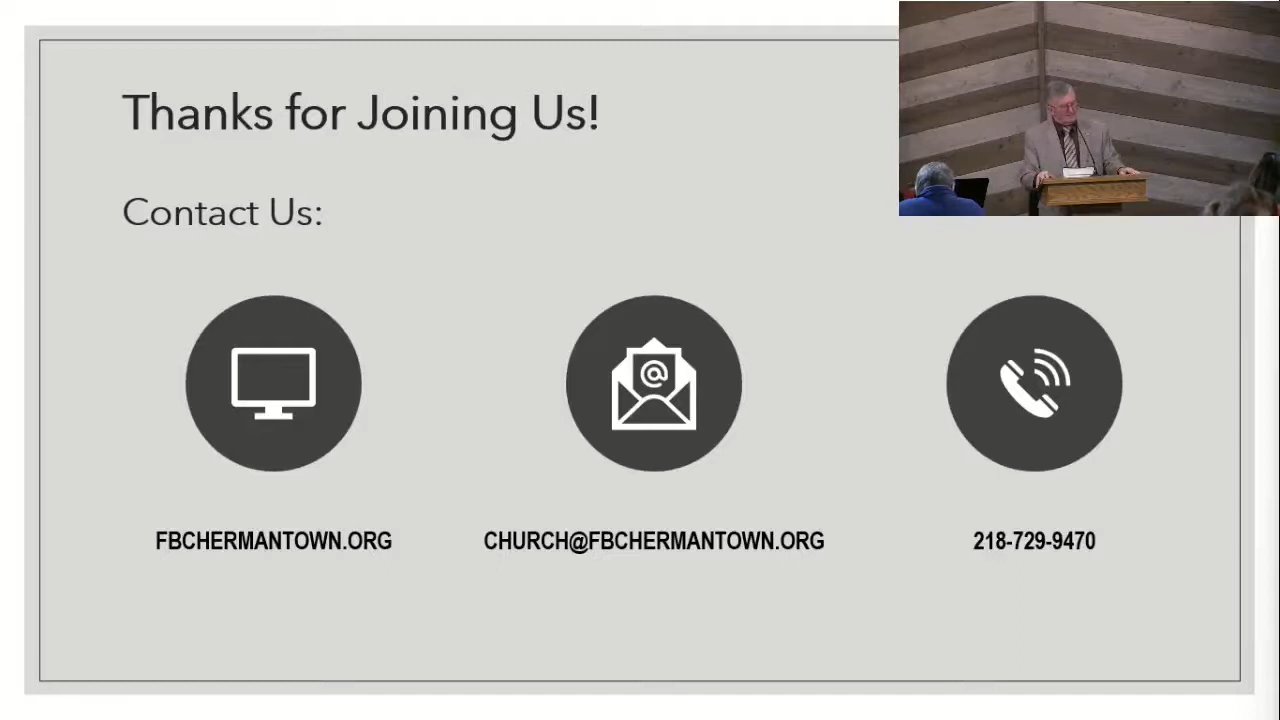 Thanks for Joining Us!
Contact Us:
@
FBCHERMANTOWN.ORG
CHURCH@FBCHERMANTOWN.ORG
218-729-9470